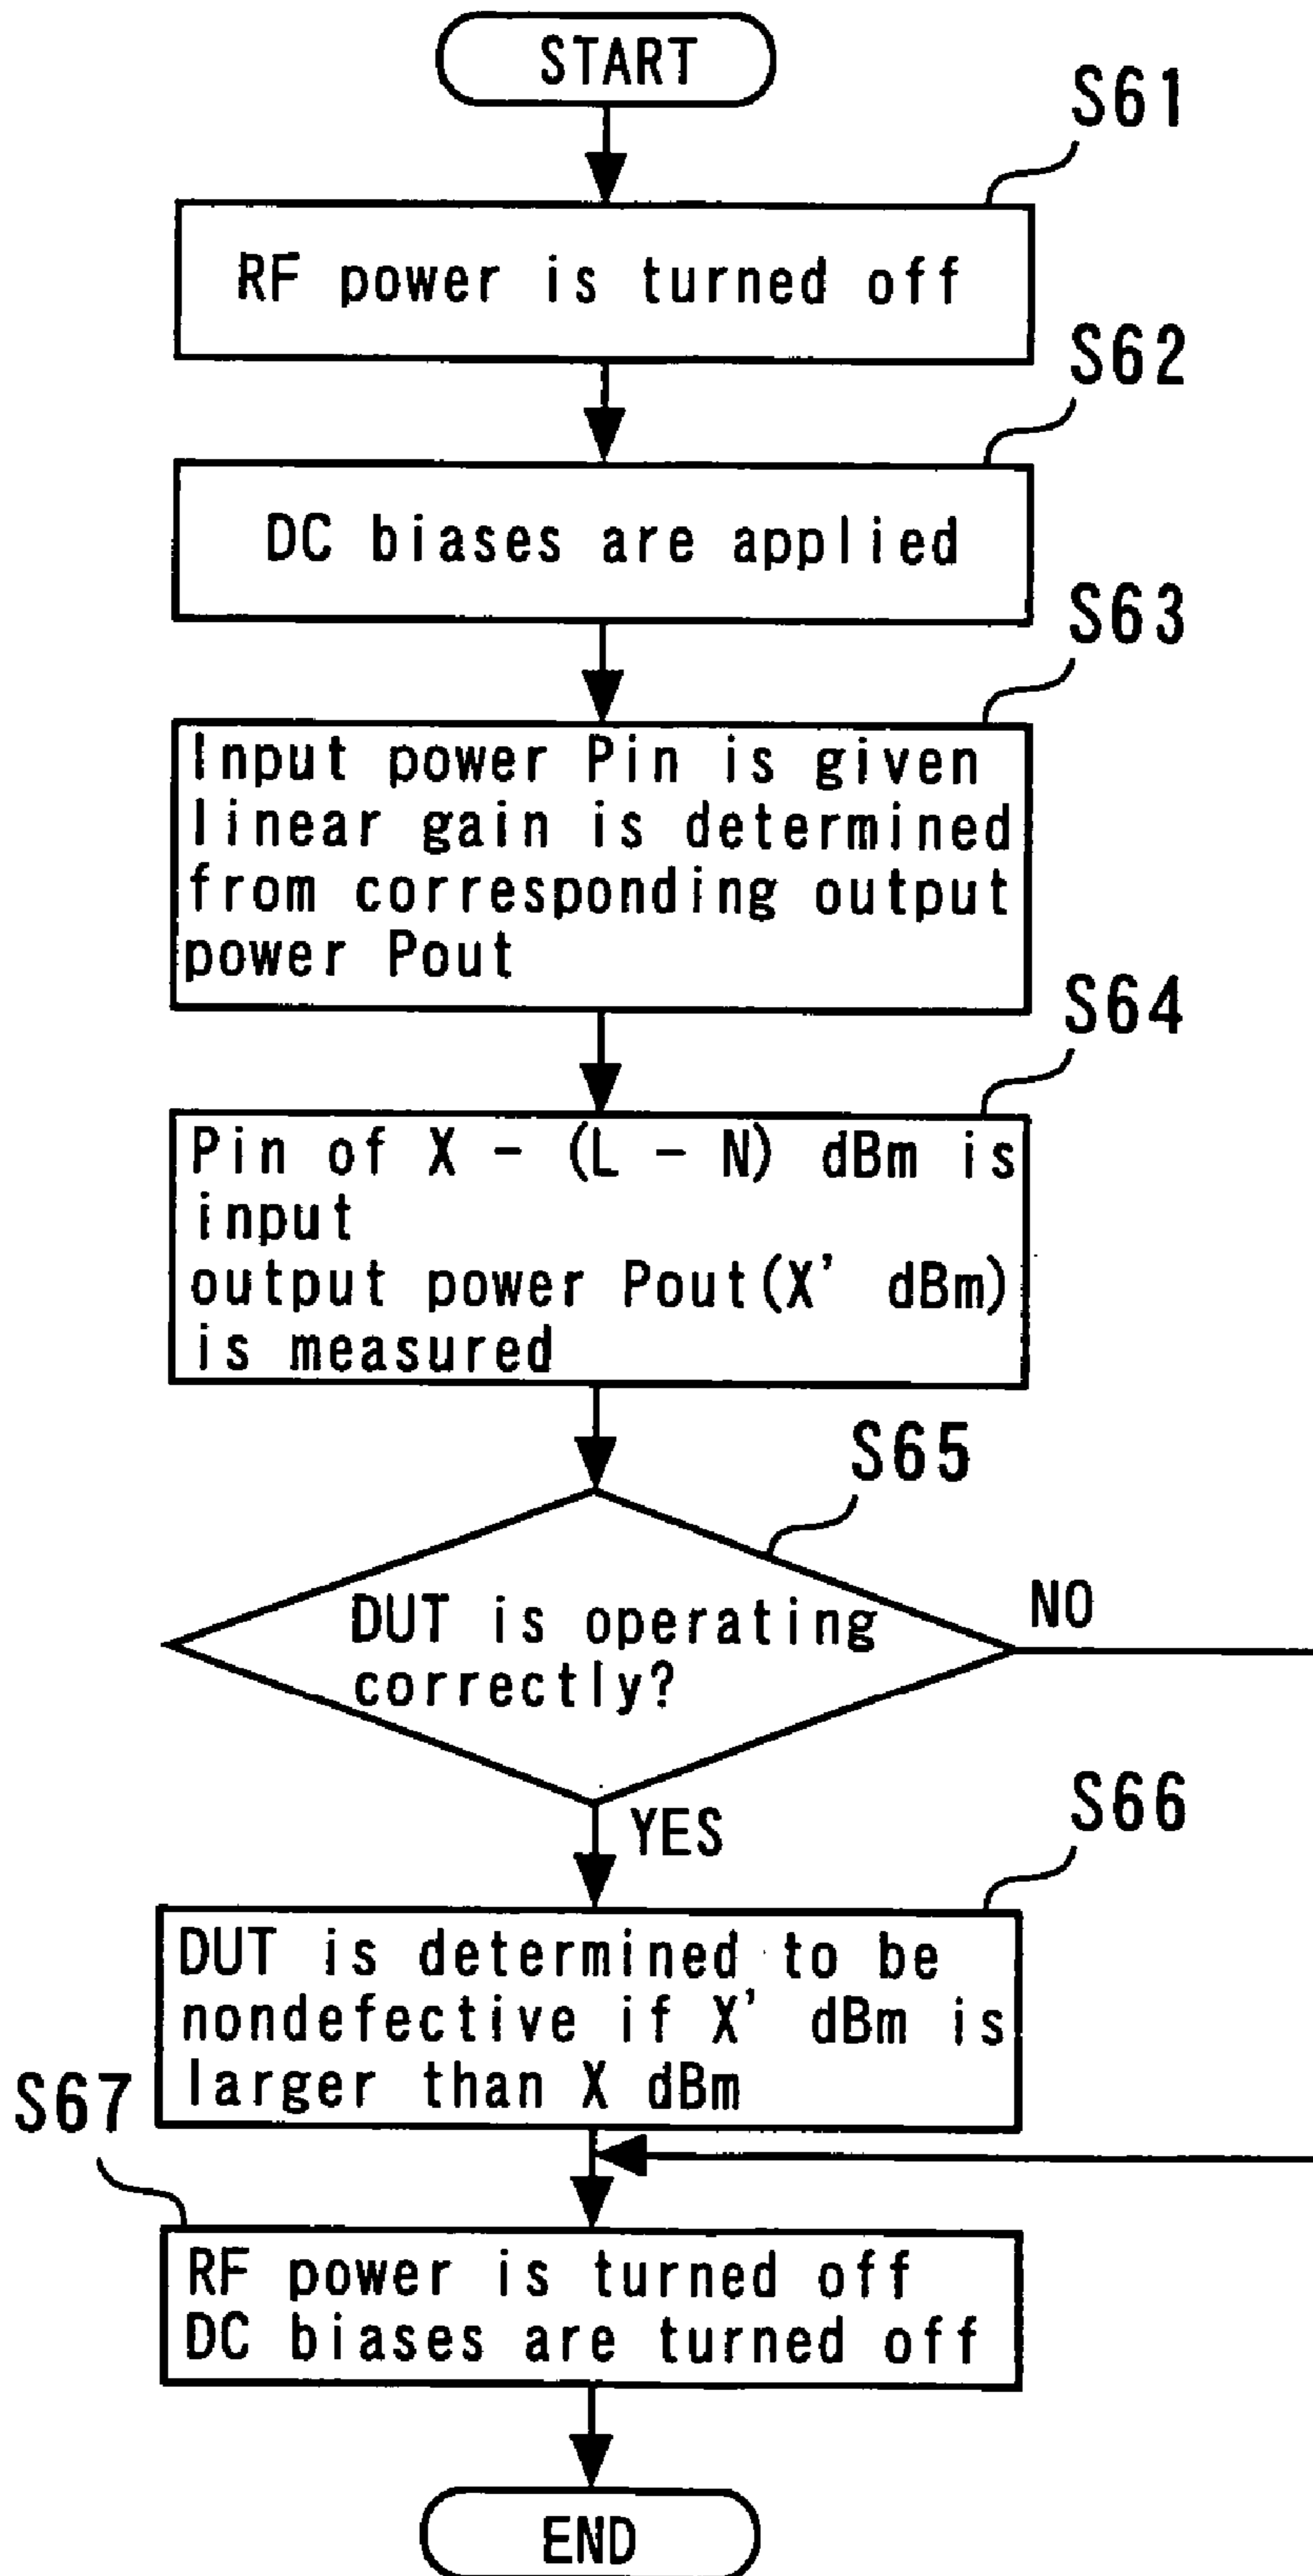 START
S61
RF power is turned off
S62
DC biases are applied
S63
Input power Pin is given
linear gain is determined
from corresponding output
power Pout
S64
Pin of X - (L - N) dBm is
input
output power Pout(X' dBm)
is measured
S65
DUT is operating
correctly?
NO
YES
S66
DUT is determined to be
nondefective if X' dBm is
larger than X dBm
S67
RF power is turned off
DC biases are turned off
END